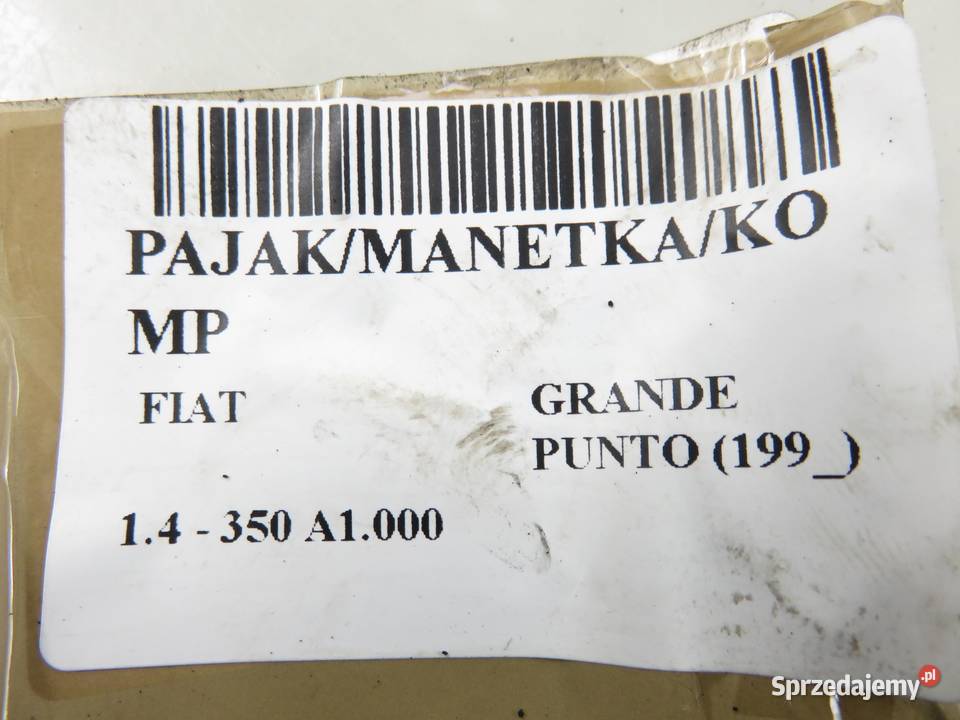 PAJAK/MANETKA/KO
MP
FIAT
GRANDE
PUNTO (199_)
1.4 - 350 A1.000
Sprzedajemy.pl